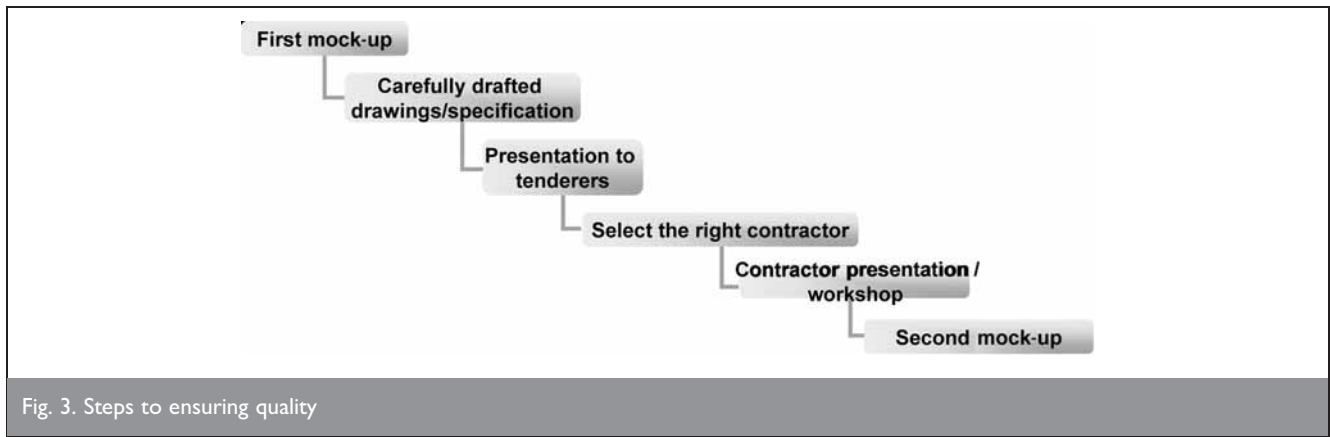 First mock-up
Carefully drafted
drawings/specification
Presentation to
tenderers
Select the right contractor
Contractor presentation /
workshop
Second mock-up
Fig. 3. Steps to ensuring quality